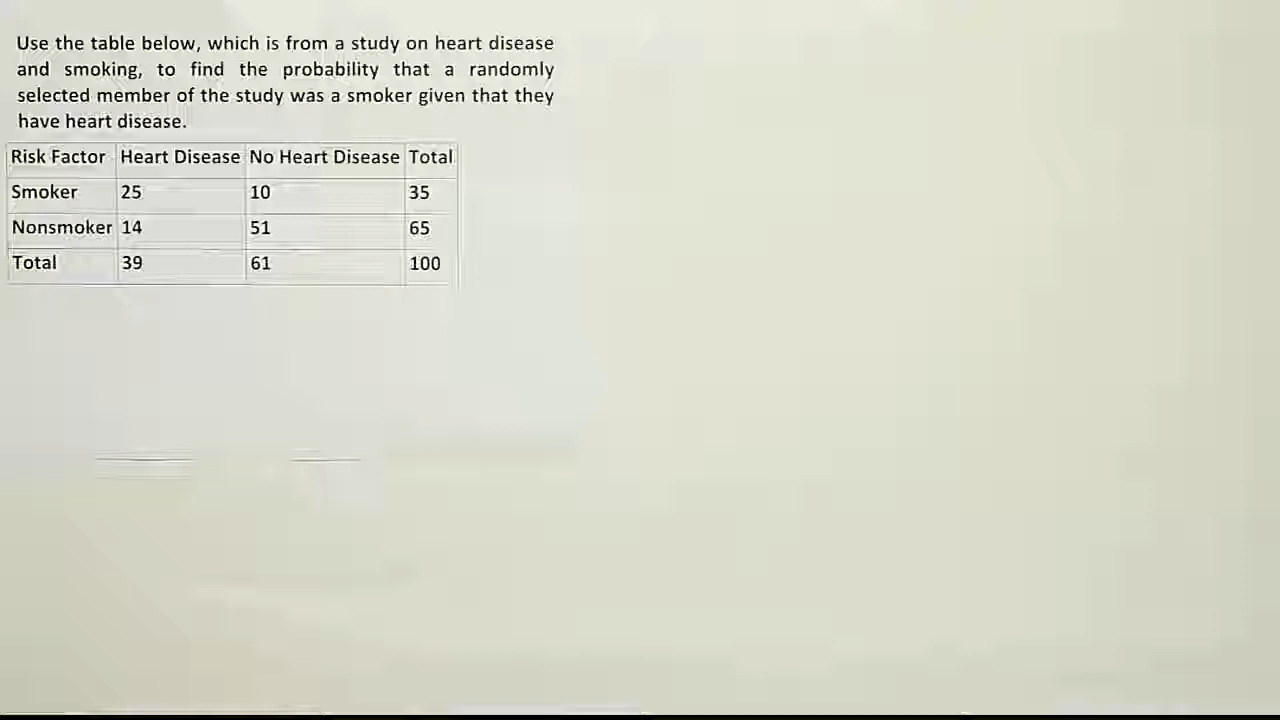 Use the table below, which is from a study on heart disease
and smoking, to find the probability that a randomly
selected member of the study was a smoker given that they
have heart disease.
Risk Factor Heart Disease No Heart Disease Total
Smoker 25 10 35
Nonsmoker 14 51 65
Total 39 61 100